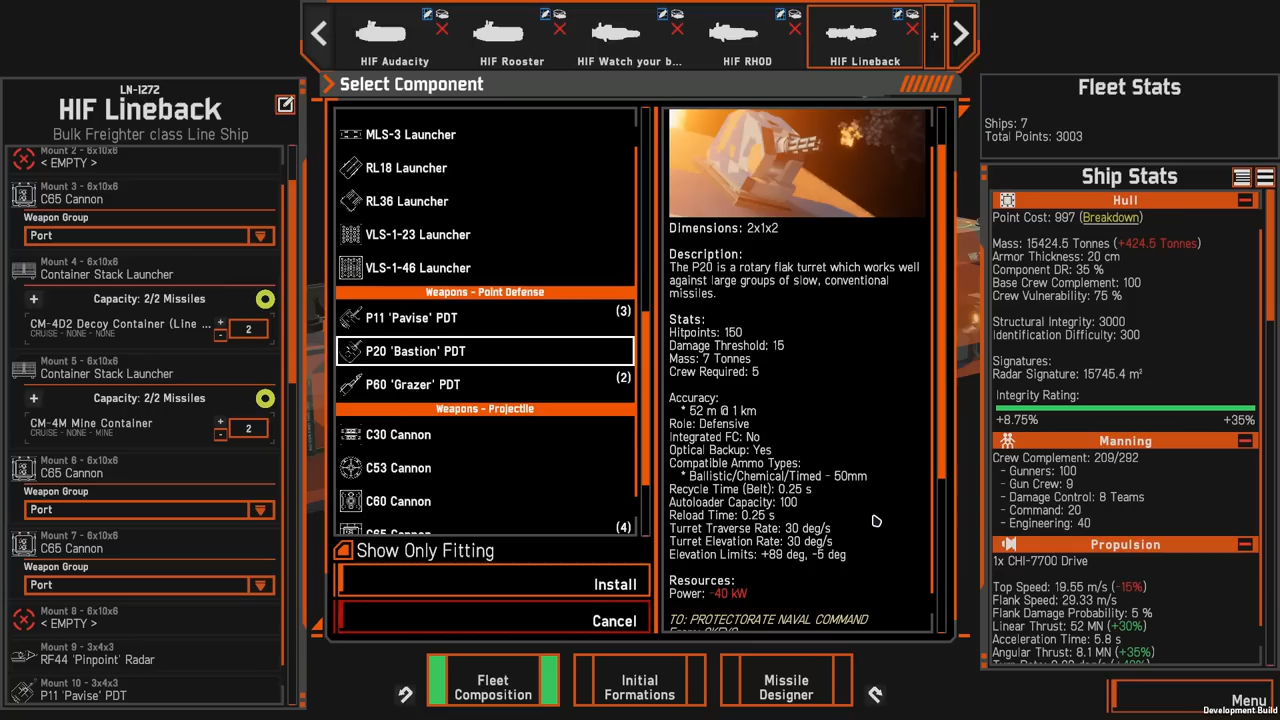 HIF Audacity
HIF Rooster
HIF Watch your b...
HIF RHOD
HIF Lineback
+
LN-1272
HIF Lineback
Bulk Freighter class Line Ship
Mount 2 - 6x10x6
< EMPTY >
Mount 3 - 6x10x6
C65 Cannon
Weapon Group
Port
Mount 4 - 6x10x6
Container Stack Launcher
+ Capacity: 2/2 Missiles
CM-4D2 Decoy Container (Line ...
CRUISE - NONE - NONE
+
-
2
Mount 5 - 6x10x6
Container Stack Launcher
+ Capacity: 2/2 Missiles
CM-4M Mine Container
CRUISE - NONE - MINE
+
-
2
Mount 6 - 6x10x6
C65 Cannon
Weapon Group
Port
Mount 7 - 6x10x6
C65 Cannon
Weapon Group
Port
Mount 8 - 6x10x6
< EMPTY >
Mount 9 - 3x4x3
RF44 'Pinpoint' Radar
Mount 10 - 3x4x3
P11 'Pavise' PDT
Select Component
MLS-3 Launcher
RL18 Launcher
RL36 Launcher
VLS-1-23 Launcher
VLS-1-46 Launcher
Weapons - Point Defense
P11 'Pavise' PDT (3)
P20 'Bastion' PDT
P60 'Grazer' PDT (2)
Weapons - Projectile
C30 Cannon
C53 Cannon
C60 Cannon
C65 Cannon (4)
Show Only Fitting
Install
Cancel
Dimensions: 2x1x2
Description:
The P20 is a rotary flak turret which works well
against large groups of slow, conventional
missiles.
Stats:
Hitpoints: 150
Damage Threshold: 15
Mass: 7 Tonnes
Crew Required: 5
Accuracy:
* 52 m @ 1 km
Role: Defensive
Integrated FC: No
Optical Backup: Yes
Compatible Ammo Types:
* Ballistic/Chemical/Timed - 50mm
Recycle Time (Belt): 0.25 s
Autoloader Capacity: 100
Reload Time: 0.25 s
Turret Traverse Rate: 30 deg/s
Turret Elevation Rate: 30 deg/s
Elevation Limits: +89 deg, -5 deg
Resources:
Power: -40 kW
TO: PROTECTORATE NAVAL COMMAND
Fleet Stats
Ships: 7
Total Points: 3003
Ship Stats
Hull
Point Cost: 997 (Breakdown)
Mass: 15424.5 Tonnes (+424.5 Tonnes)
Armor Thickness: 20 cm
Component DR: 35 %
Base Crew Complement: 100
Crew Vulnerability: 75 %
Structural Integrity: 3000
Identification Difficulty: 300
Signatures:
Radar Signature: 15745.4 m²
Integrity Rating:
+8.75% +35%
Manning
Crew Complement: 209/292
- Gunners: 100
- Gun Crew: 9
- Damage Control: 8 Teams
- Command: 20
- Engineering: 40
Propulsion
1x CHI-7700 Drive
Top Speed: 19.55 m/s (-15%)
Flank Speed: 29.33 m/s
Flank Damage Probability: 5 %
Linear Thrust: 52 MN (+30%)
Acceleration Time: 5.8 s
Angular Thrust: 8.1 MN (+35%)
Fleet
Composition
Initial
Formations
Missile
Designer
Menu
Development Build